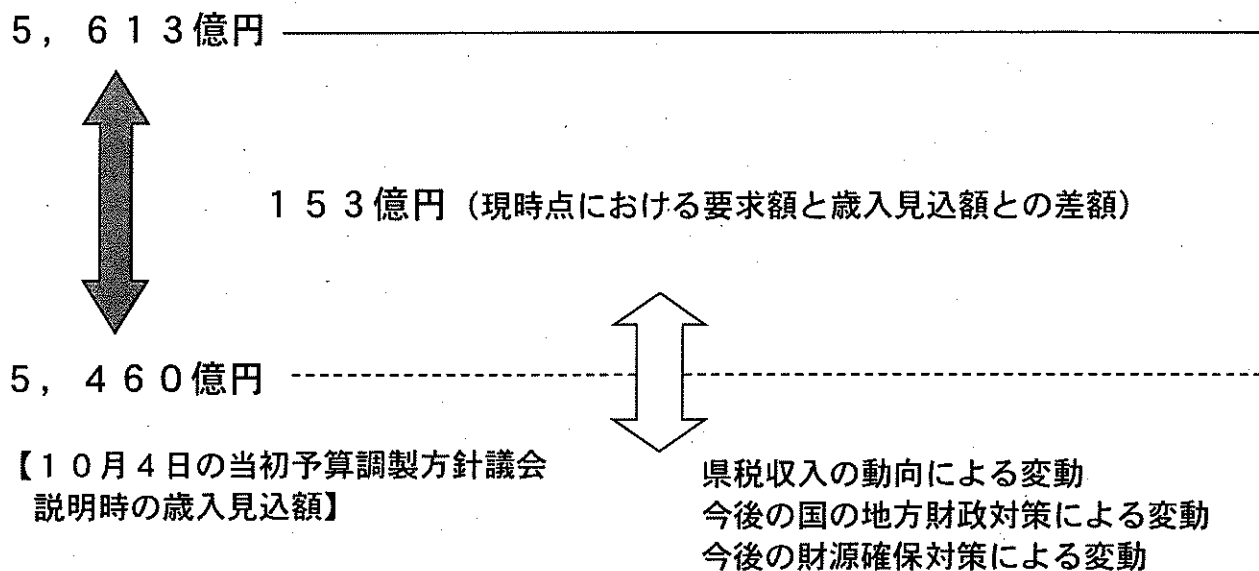 5，613億円
153億円（現時点における要求額と歳入見込額との差額）
5，460億円
【10月4日の当初予算調製方針議会
説明時の歳入見込額】
県税収入の動向による変動
今後の国の地方財政対策による変動
今後の財源確保対策による変動